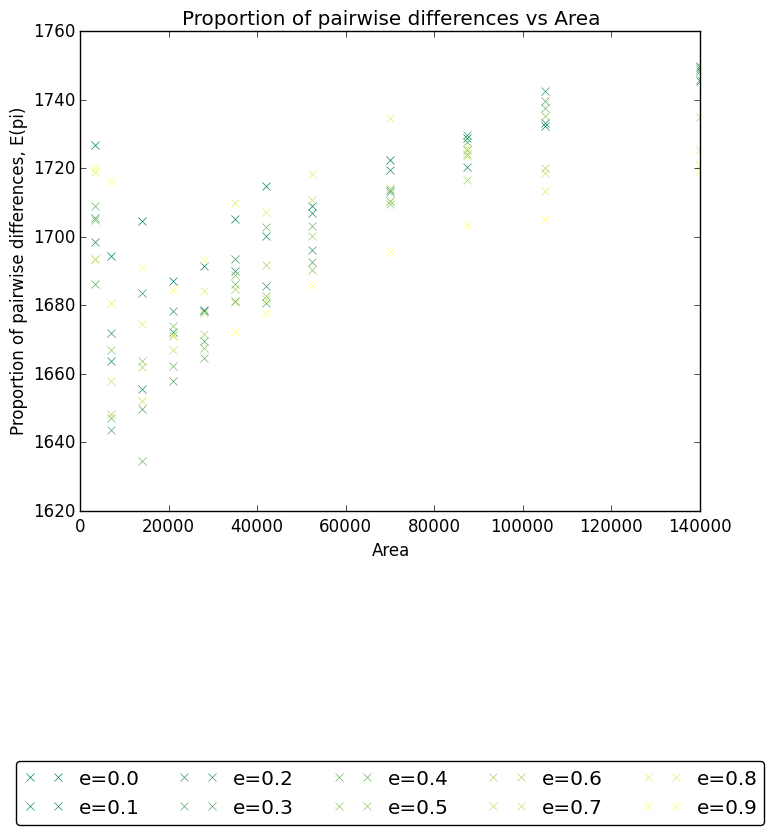 Proportion of pairwise differences vs Area
1760
1740
1720
1700
1680
1660
1640
1620
Proportion of pairwise differences, E(pi)
0 20000 40000 60000 80000 100000 120000 140000
Area
e=0.0 e=0.2 e=0.4 e=0.6 e=0.8
e=0.1 e=0.3 e=0.5 e=0.7 e=0.9